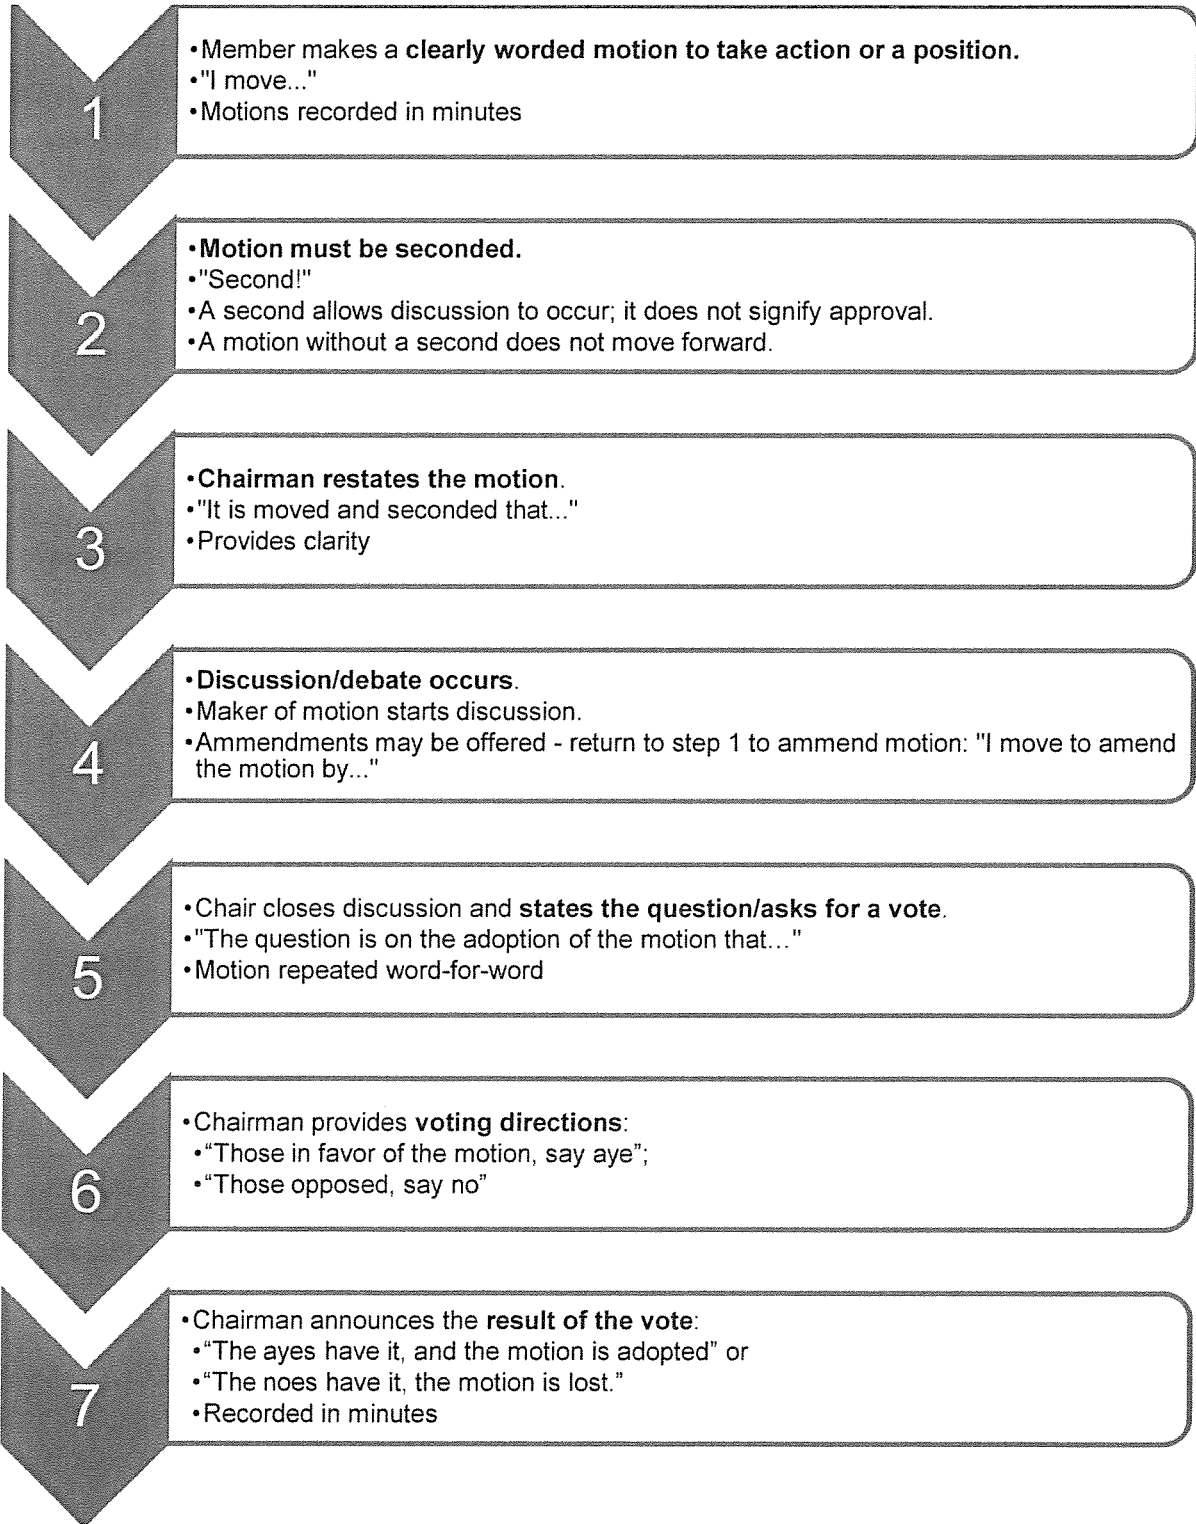 1
•Member makes a clearly worded motion to take action or a position.
•"I move..."
•Motions recorded in minutes
2
•Motion must be seconded.
•"Second!"
•A second allows discussion to occur; it does not signify approval.
•A motion without a second does not move forward.
3
•Chairman restates the motion.
•"It is moved and seconded that..."
•Provides clarity
4
•Discussion/debate occurs.
•Maker of motion starts discussion.
•Ammendments may be offered - return to step 1 to ammend motion: "I move to amend
the motion by..."
5
•Chair closes discussion and states the question/asks for a vote.
•"The question is on the adoption of the motion that..."
•Motion repeated word-for-word
6
•Chairman provides voting directions:
•“Those in favor of the motion, say aye”;
•“Those opposed, say no”
7
•Chairman announces the result of the vote:
•“The ayes have it, and the motion is adopted” or
•“The noes have it, the motion is lost.”
•Recorded in minutes